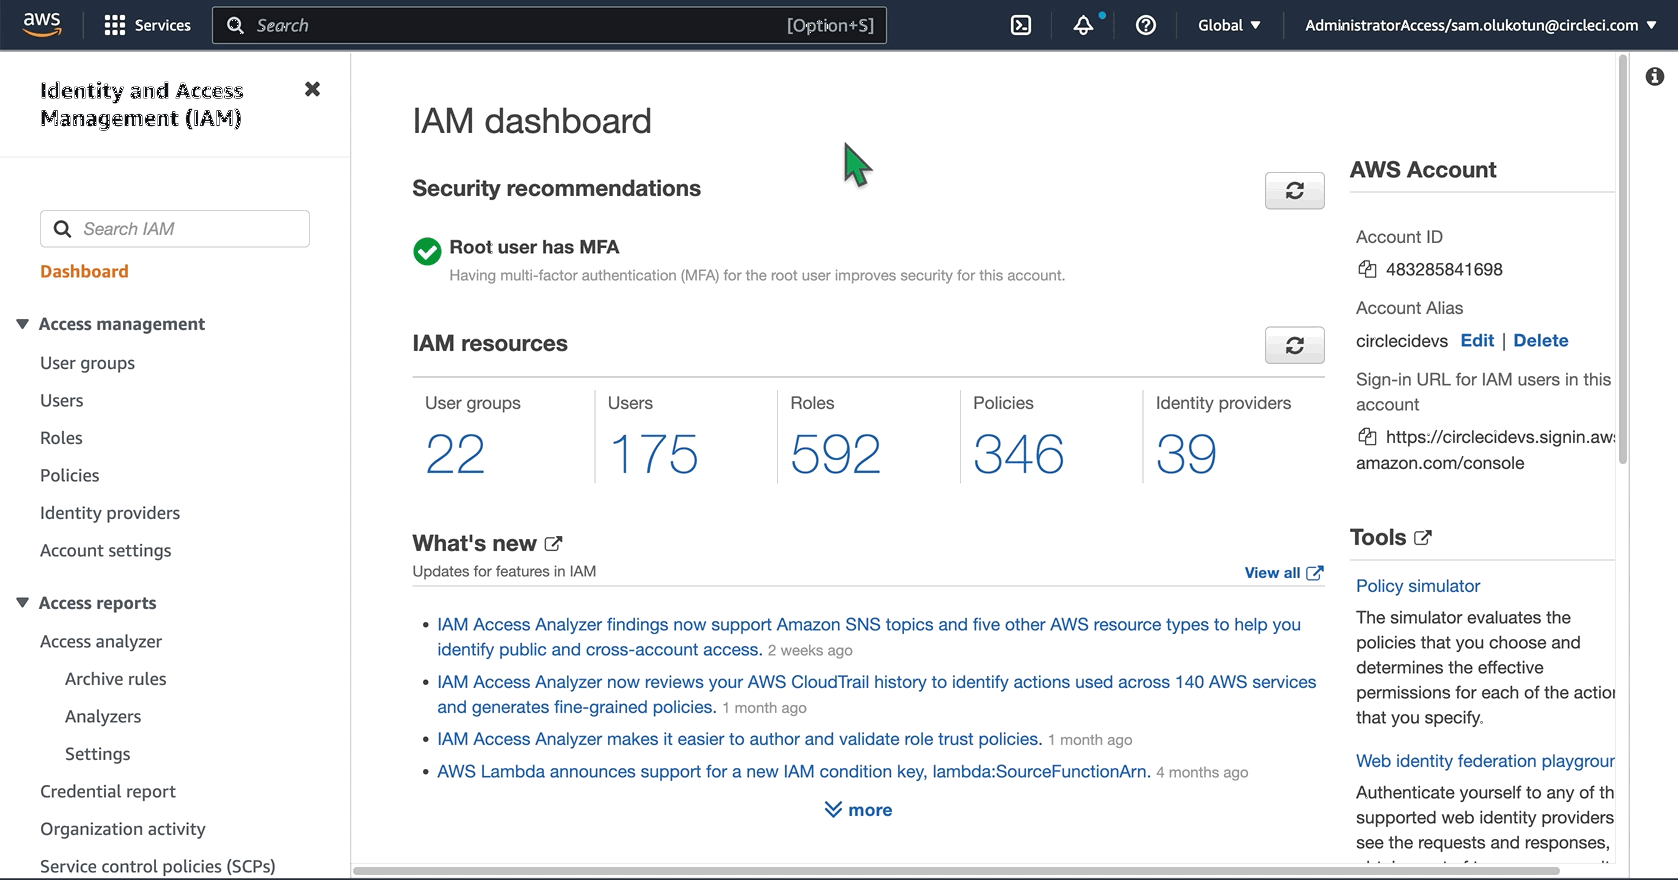 aws
Services
Search
[Option+S]
Global
AdministratorAccess/sam.olukotun@circleci.com
Identity and Access
Management (IAM)
Search IAM
Dashboard
Access management
User groups
Users
Roles
Policies
Identity providers
Account settings
Access reports
Access analyzer
Archive rules
Analyzers
Settings
Credential report
Organization activity
Service control policies (SCPs)
IAM dashboard
Security recommendations
Root user has MFA
Having multi-factor authentication (MFA) for the root user improves security for this account.
IAM resources
User groups
22
Users
175
Roles
592
Policies
346
Identity providers
39
What's new
Updates for features in IAM
View all
• IAM Access Analyzer findings now support Amazon SNS topics and five other AWS resource types to help you
identify public and cross-account access. 2 weeks ago
• IAM Access Analyzer now reviews your AWS CloudTrail history to identify actions used across 140 AWS services
and generates fine-grained policies. 1 month ago
• IAM Access Analyzer makes it easier to author and validate role trust policies. 1 month ago
• AWS Lambda announces support for a new IAM condition key, lambda:SourceFunctionArn. 4 months ago
more
AWS Account
Account ID
483285841698
Account Alias
circlecidevs Edit | Delete
Sign-in URL for IAM users in this
account
https://circlecidevs.signin.aws
amazon.com/console
Tools
Policy simulator
The simulator evaluates the
policies that you choose and
determines the effective
permissions for each of the action
that you specify.
Web identity federation playgroun
Authenticate yourself to any of th
supported web identity providers
see the requests and responses,